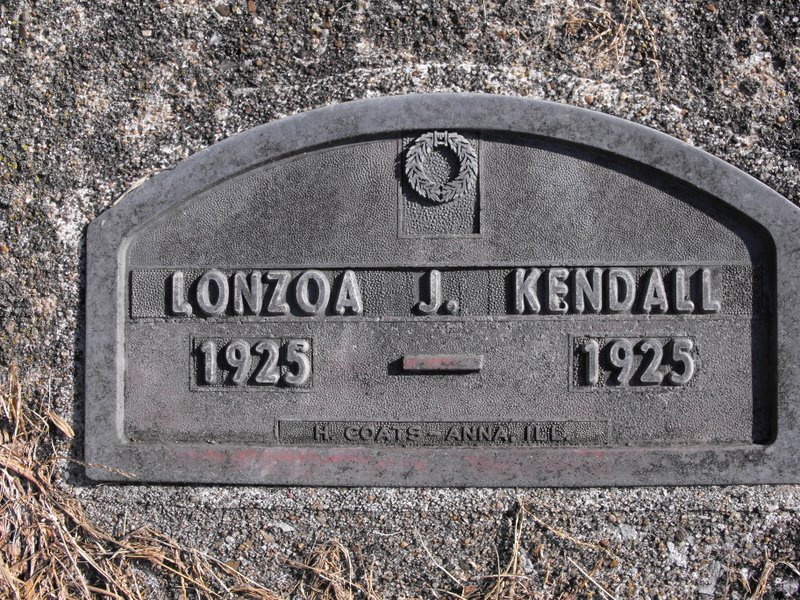 LONZOA J. KENDALL
1925 – 1925
H. COATS – ANNA, ILL.